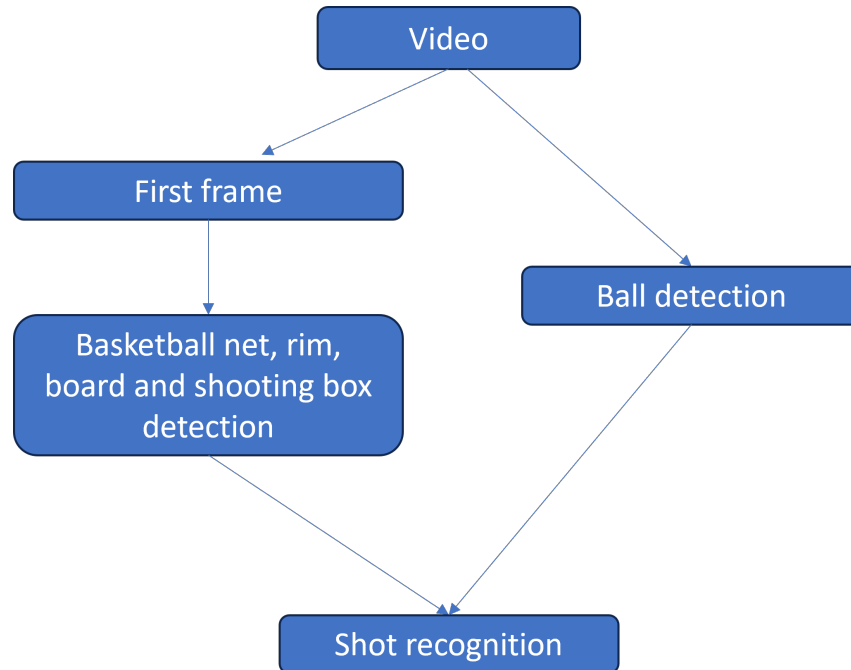 Video
First frame
Ball detection
Basketball net, rim,
board and shooting box
detection
Shot recognition